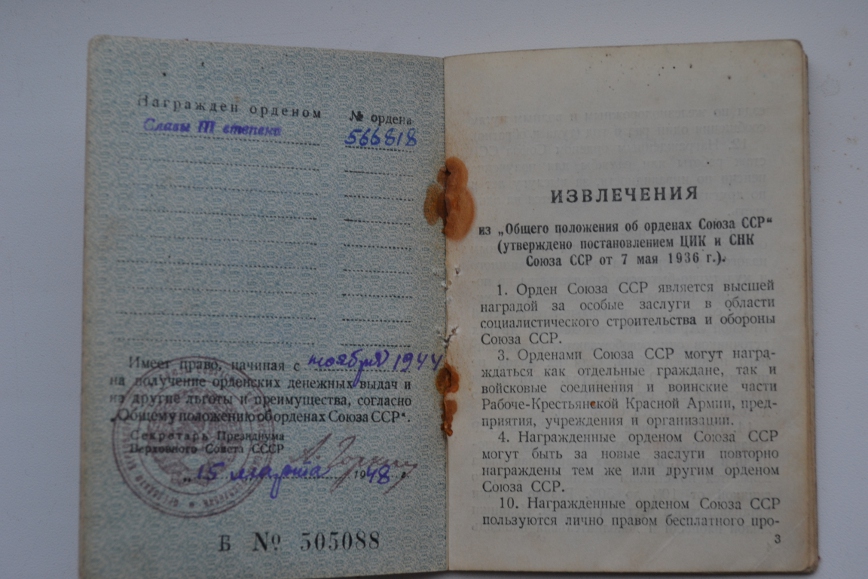 Награжден орденом
№ ордена
Славы III степени
566818
Имеет право, начиная с ноября 1944
на получение орденских денежных выдач и
на другие льготы и преимущества, согласно
„Общему положению об орденах Союза ССР“.
Секретарь Президиума
Верховного Совета СССР
„15 марта 1948 г.
Б № 505088
ИЗВЛЕЧЕНИЯ
из „Общего положения об орденах Союза ССР“
(утверждено постановлением ЦИК и СНК
Союза ССР от 7 мая 1936 г.).
1. Орден Союза ССР является высшей
наградой за особые заслуги в области
социалистического строительства и обороны
Союза ССР.
3. Орденами Союза ССР могут награ-
ждаться как отдельные граждане, так и
войсковые соединения и воинские части
Рабоче-Крестьянской Красной Армии, пред-
приятия, учреждения и организации.
4. Награжденные орденом Союза ССР
могут быть за новые заслуги повторно
награждены тем же или другим орденом
Союза ССР.
10. Награжденные орденом Союза ССР
пользуются лично правом бесплатного про-
3